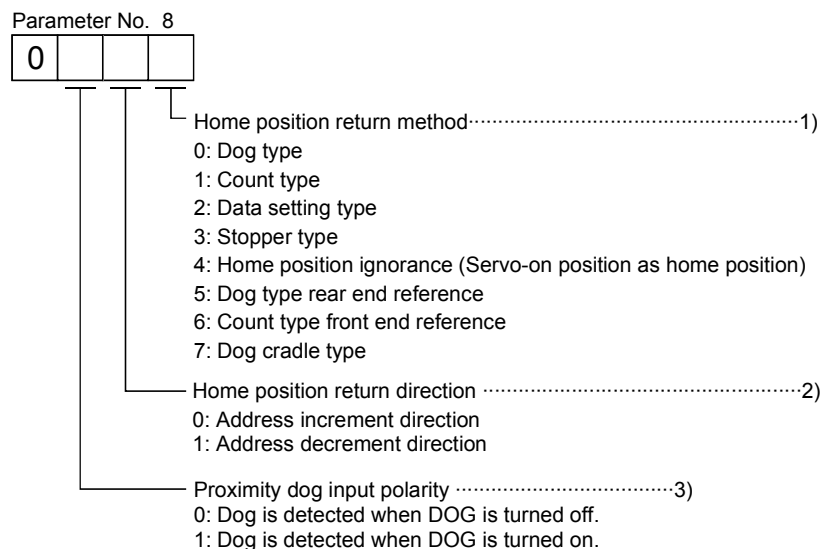 Parameter No. 8
0
Home position return method························································1)
0: Dog type
1: Count type
2: Data setting type
3: Stopper type
4: Home position ignorance (Servo-on position as home position)
5: Dog type rear end reference
6: Count type front end reference
7: Dog cradle type
Home position return direction ······················································2)
0: Address increment direction
1: Address decrement direction
Proximity dog input polarity ·····································3)
0: Dog is detected when DOG is turned off.
1: Dog is detected when DOG is turned on.